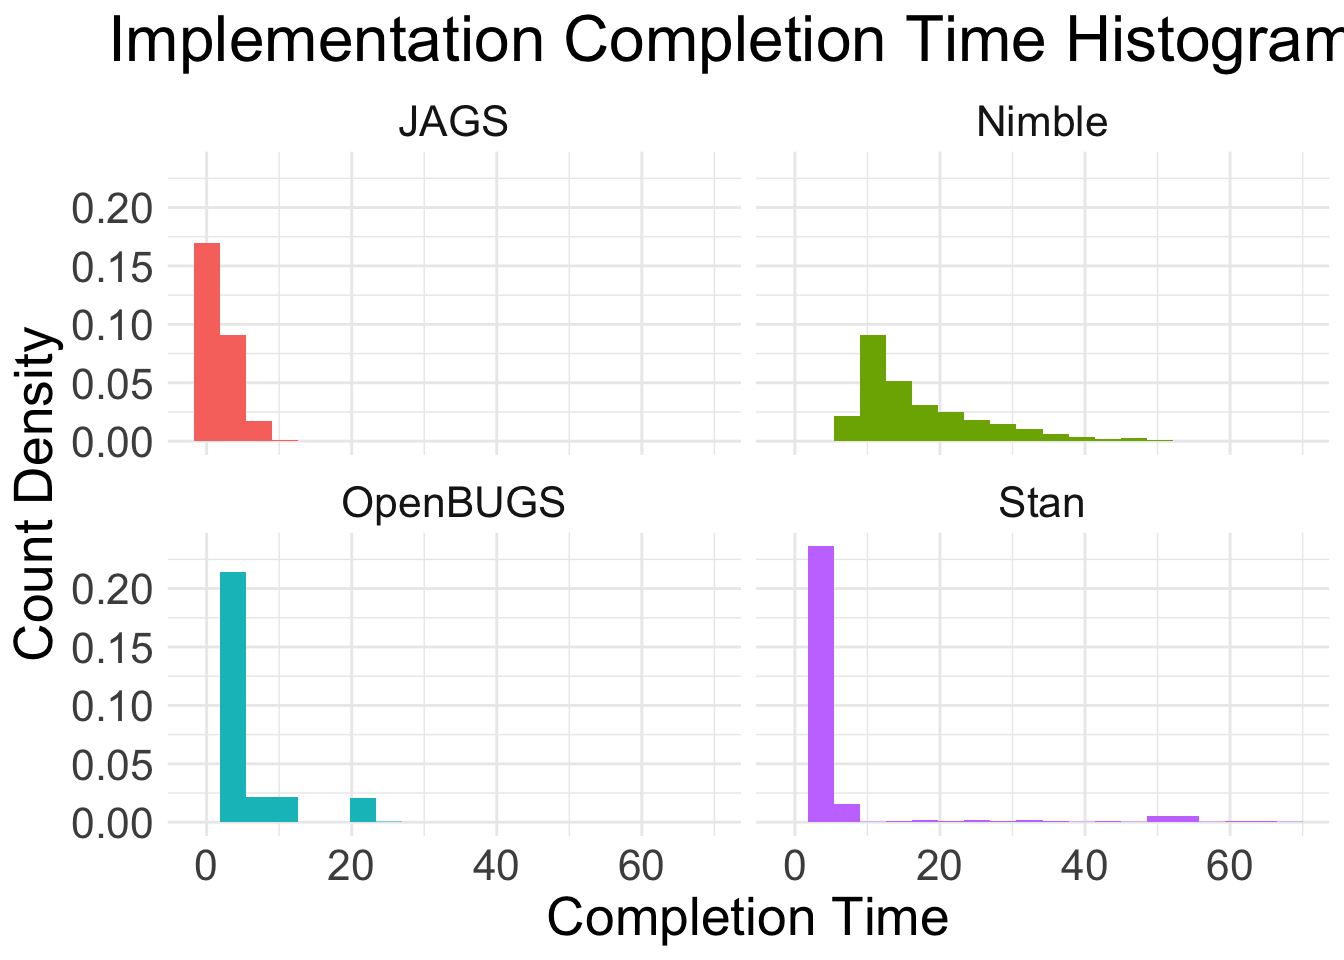 Implementation Completion Time Histogram
JAGS
Nimble
0.20
0.15
0.10
0.05
0.00
Count Density
OpenBUGS
Stan
0.20
0.15
0.10
0.05
0.00
0 20 40 60
0 20 40 60
Completion Time